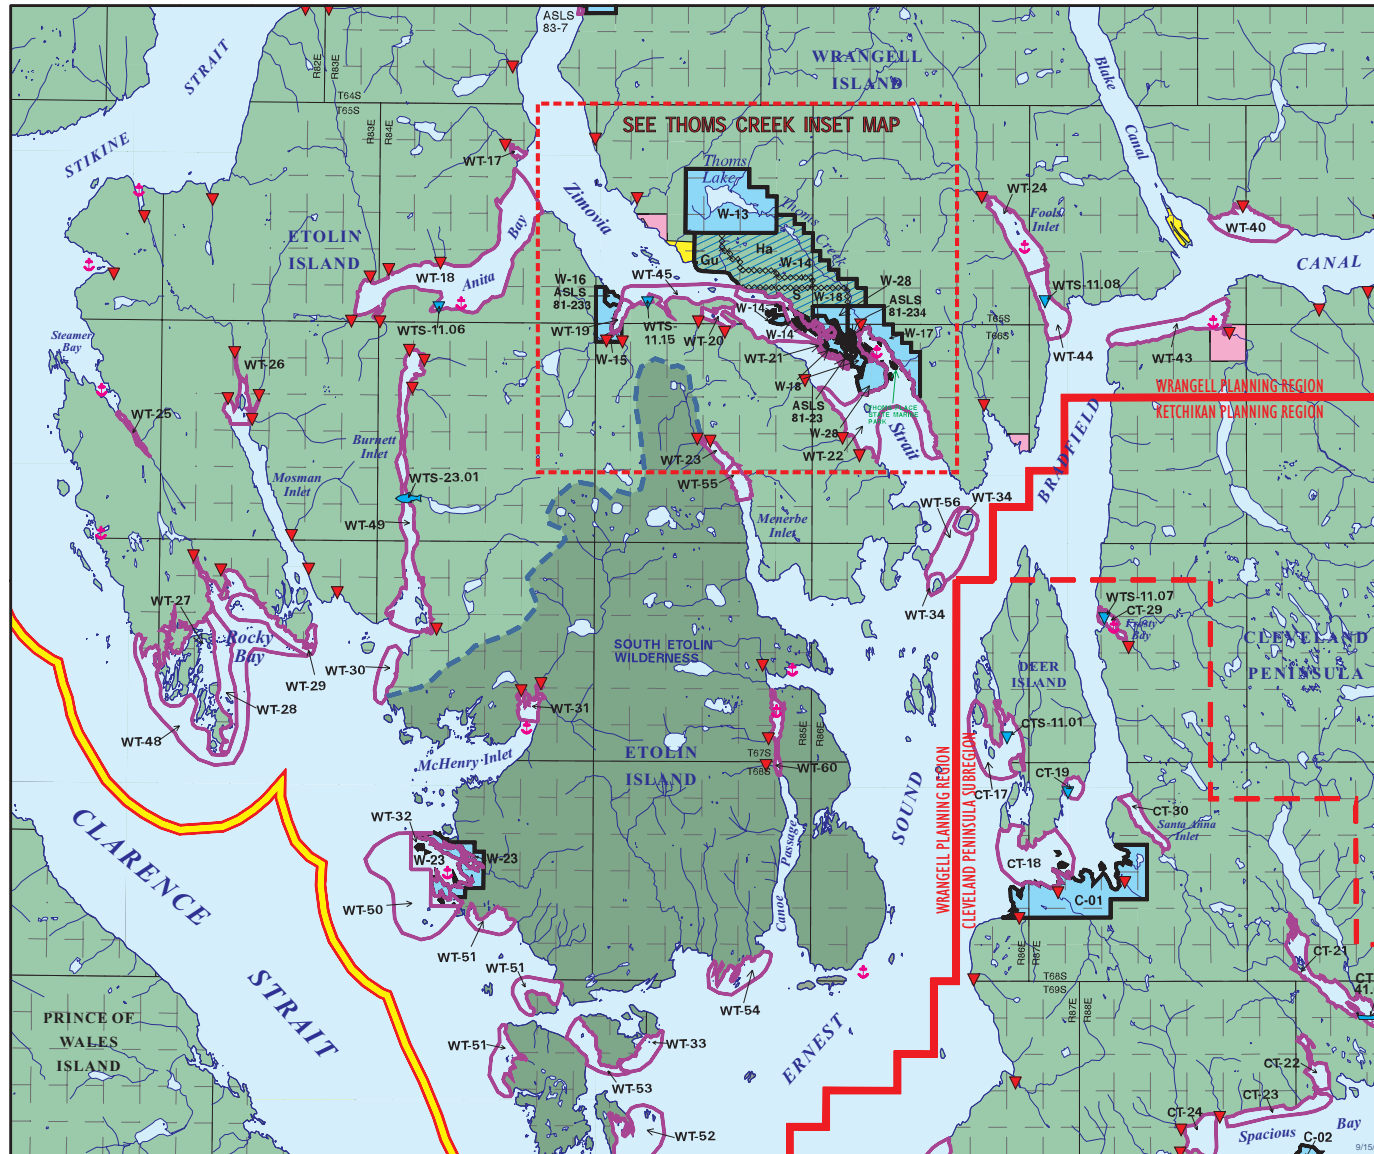 ASLS
83-7
STRAIT
STIKINE
R82E
R83E
T64S
T65S
R83E
R84E
WRANGELL
ISLAND
Blake
Canal
SEE THOMS CREEK INSET MAP
WT-17
Zimovia
Thoms
Lake
W-13
Thoms
Creek
WT-24
Fools
Inlet
WT-40
CANAL
ETOLIN
ISLAND
Bay
WT-18
Anita
WTS-11.06
Gu
Ha
W-14
W-16
ASLS
81-233
WT-45
S
W-18
W-28
ASLS
81-234
WTS-11.08
WT-19
WTS-
11.15
W-14
W-14
W-17
T65S
T66S
W-15
WT-20
WT-21
WT-44
WT-43
Steamer
Bay
WT-26
W-18
ASLS
81-23
THOMS PLACE
STATE MARINE
PARK
WRANGELL PLANNING REGION
KETCHIKAN PLANNING REGION
WT-25
W-28
WT-22
Strait
Burnett
Inlet
WT-23
WT-55
BRADFIELD
Mosman
Inlet
WTS-23.01
WT-49
Menerbe
Inlet
WT-56
WT-34
WT-34
WT-27
Rocky
Bay
WT-30
WT-29
WT-28
WT-48
SOUTH ETOLIN
WILDERNESS
WTS-11.07
CT-29
Frosty
Bay
CLEVELAND
PENINSULA
DEER
ISLAND
WT-31
CTS-11.01
McHenry Inlet
ETOLIN
ISLAND
R85E
R86E
T67S
T68S
WT-60
SOUND
WRANGELL PLANNING REGION
CLEVELAND PENINSULA SUBREGION
CT-17
CT-19
CT-30
Santa Anna
Inlet
CLARENCE
STRAIT
WT-32
W-23
W-23
WT-50
WT-51
Canoe
Passage
CT-18
C-01
R86E
R87E
CT-21
WT-51
WT-54
T68S
T69S
R87E
R88E
CT-
41.
PRINCE OF
WALES
ISLAND
WT-51
WT-33
WT-53
WT-52
ERNEST
CT-22
CT-23
CT-24
Spacious
Bay
C-02
9/15/